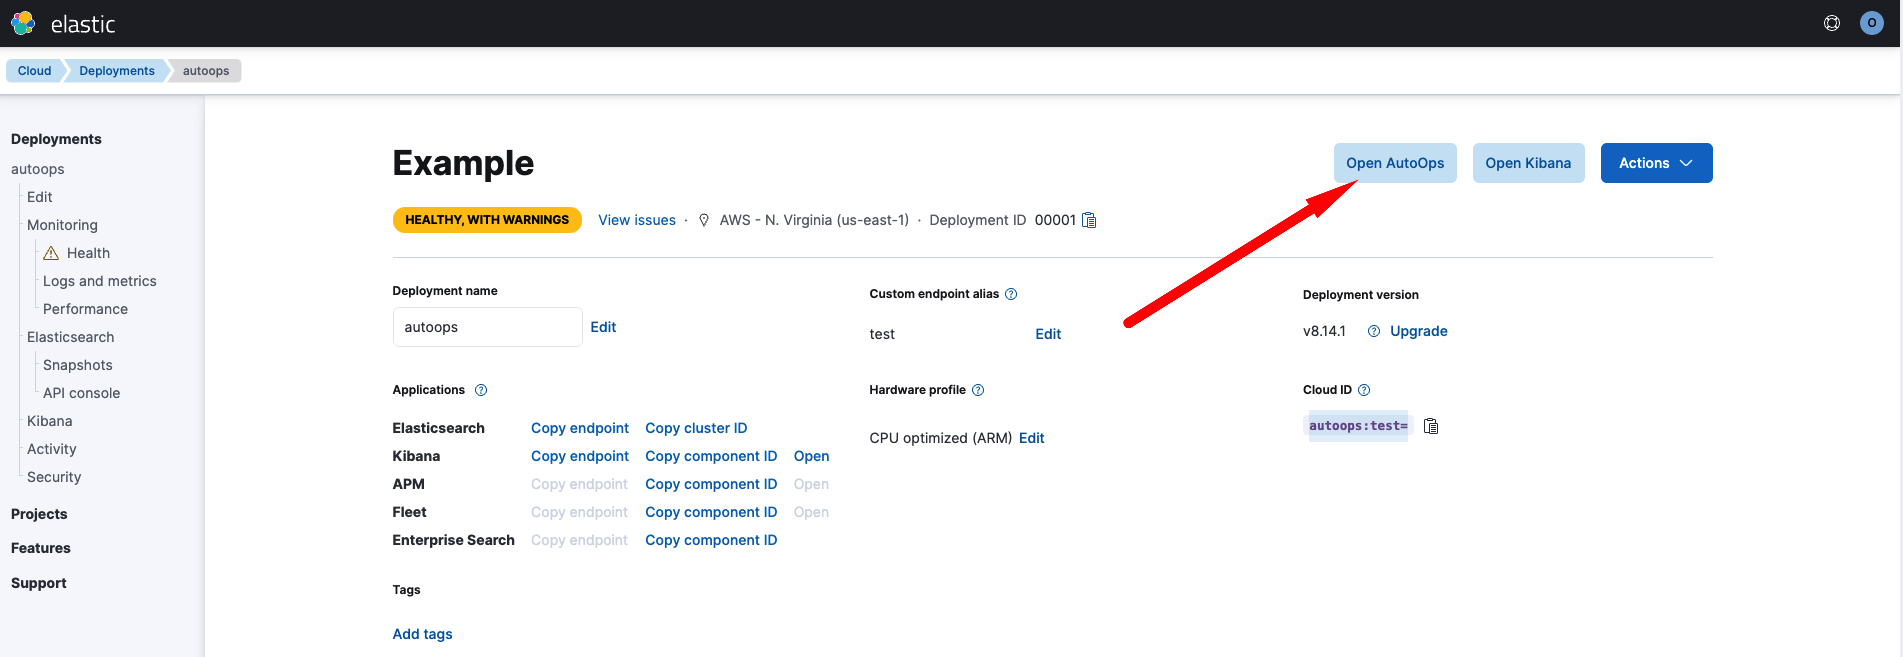 elastic
O
Cloud
Deployments
autoops
Deployments
autoops
Edit
Monitoring
Health
Logs and metrics
Performance
Elasticsearch
Snapshots
API console
Kibana
Activity
Security
Projects
Features
Support
Example
Open AutoOps
Open Kibana
Actions
HEALTHY, WITH WARNINGS View issues · AWS - N. Virginia (us-east-1) · Deployment ID 00001
Deployment name
autoops Edit
Custom endpoint alias ?
test Edit
Deployment version
v8.14.1 ? Upgrade
Applications ?
Elasticsearch Copy endpoint Copy cluster ID
Kibana Copy endpoint Copy component ID Open
APM Copy endpoint Copy component ID Open
Fleet Copy endpoint Copy component ID Open
Enterprise Search Copy endpoint Copy component ID
Hardware profile ?
CPU optimized (ARM) Edit
Cloud ID ?
autoops:test=
Tags
Add tags